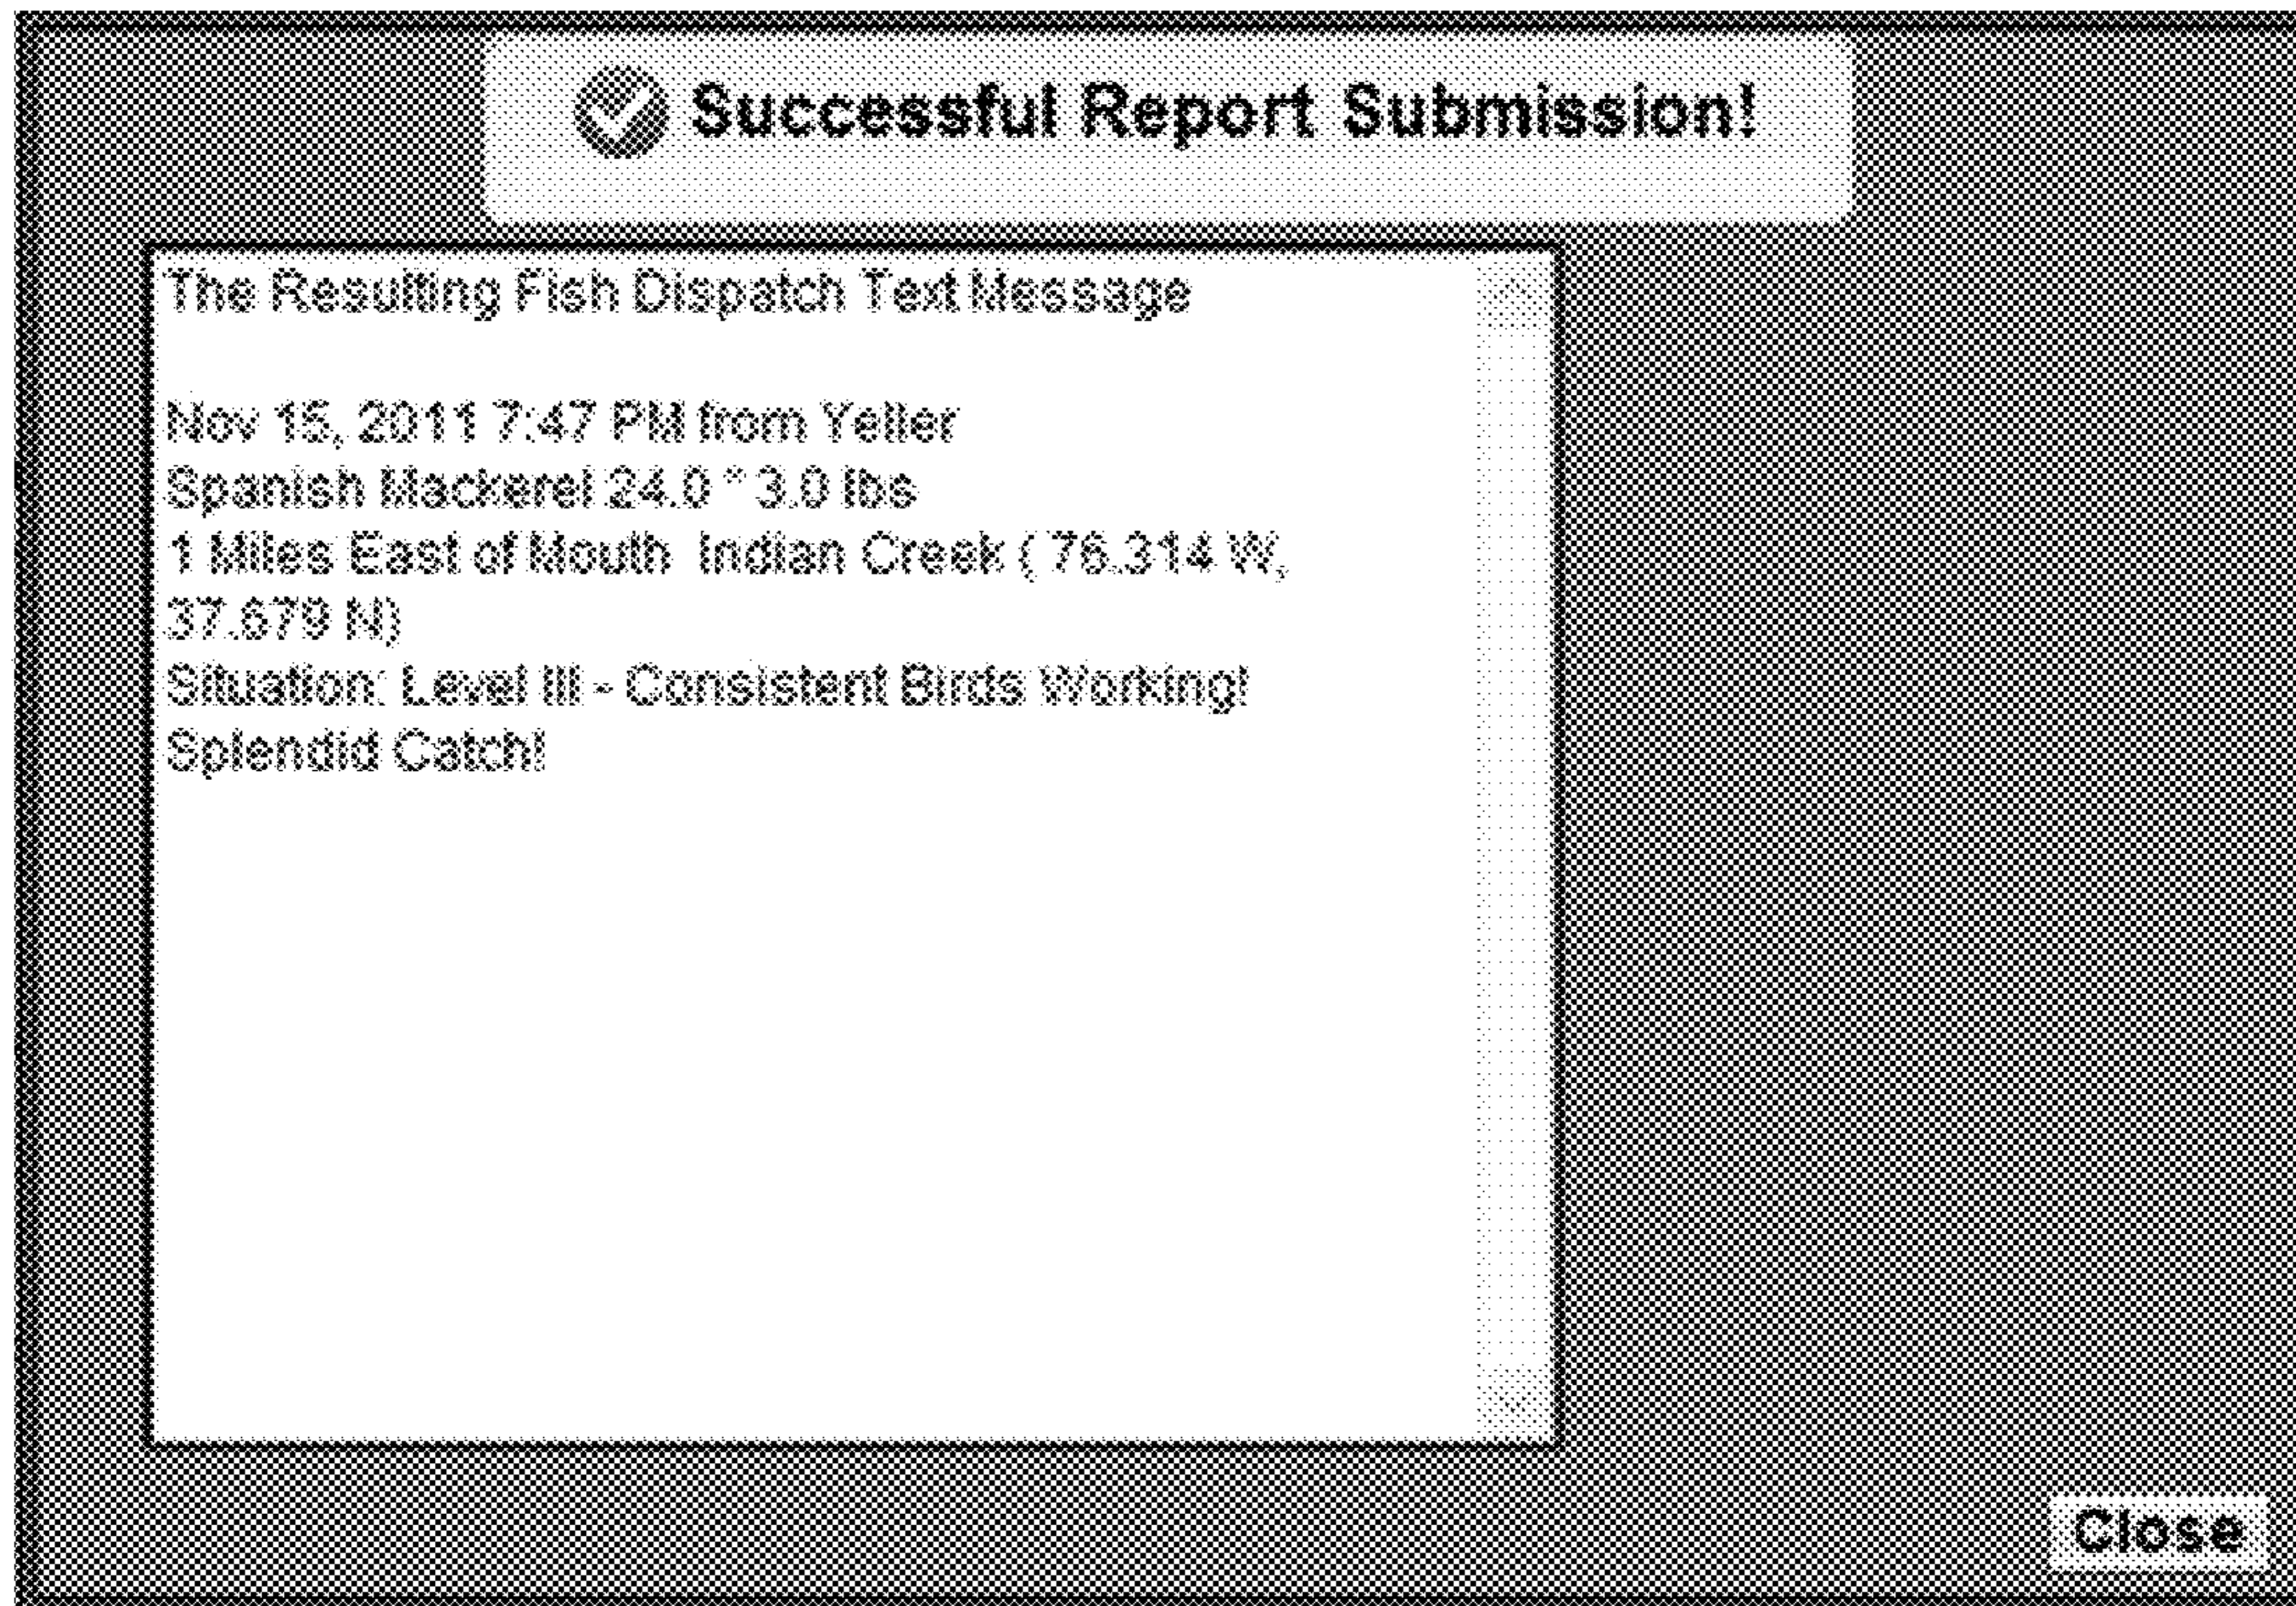 Successful Report Submission!
The Resulting Fish Dispatch Text Message
Nov 15, 2011 7:47 PM from Yeller
Spanish Mackerel 24.0 " 3.0 lbs
1 Miles East of Mouth Indian Creek ( 76.314 W,
37.679 N)
Situation: Level III - Consistent Birds Working!
Splendid Catch!
Close